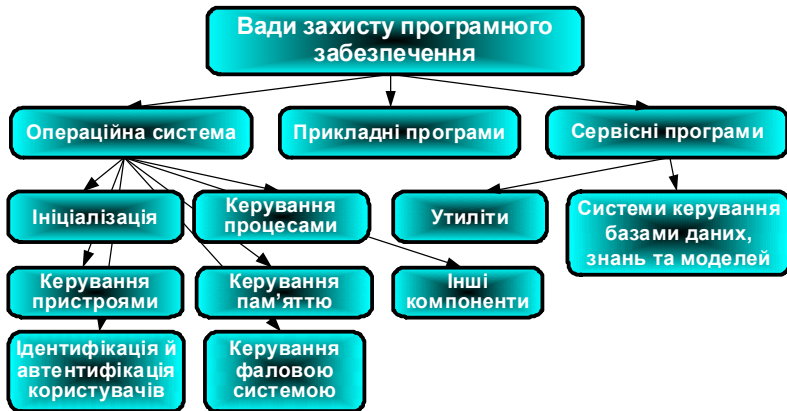 Вади захисту програмного
забезпечення
Операційна система
Прикладні програми
Сервісні програми
Ініціалізація
Керування
процесами
Утиліти
Системи керування
базами даних,
знань та моделей
Керування
пристроями
Керування
пам’яттю
Інші
компоненти
Ідентифікація й
автентифікація
користувачів
Керування
фаловою
системою